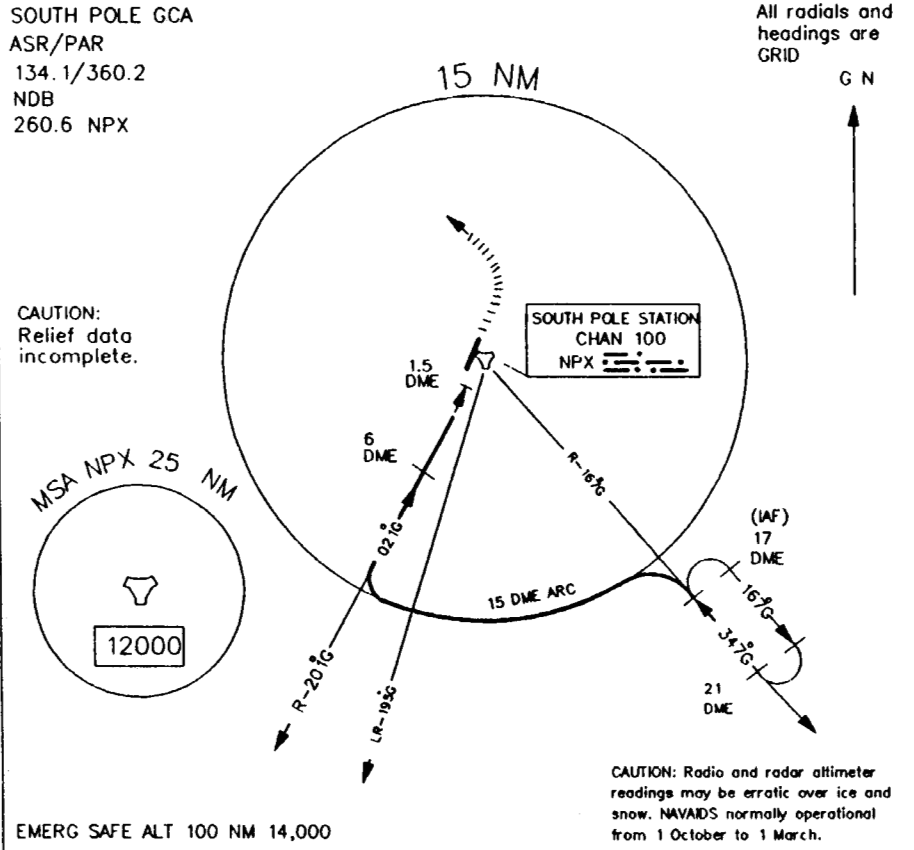 SOUTH POLE GCA
ASR/PAR
134.1/360.2
NDB
260.6 NPX
All radials and
headings are
GRID
G N
15 NM
CAUTION:
Relief data
incomplete.
SOUTH POLE STATION
CHAN 100
NPX
1.5
DME
6
DME
R-167°G
021°G
(IAF)
17
DME
MSA NPX 25 NM
12000
15 DME ARC
167°G
347°G
R-201°G
LR-195G
21
DME
CAUTION: Radio and radar altimeter
readings may be erratic over ice and
snow. NAVAIDS normally operational
from 1 October to 1 March.
EMERG SAFE ALT 100 NM 14,000